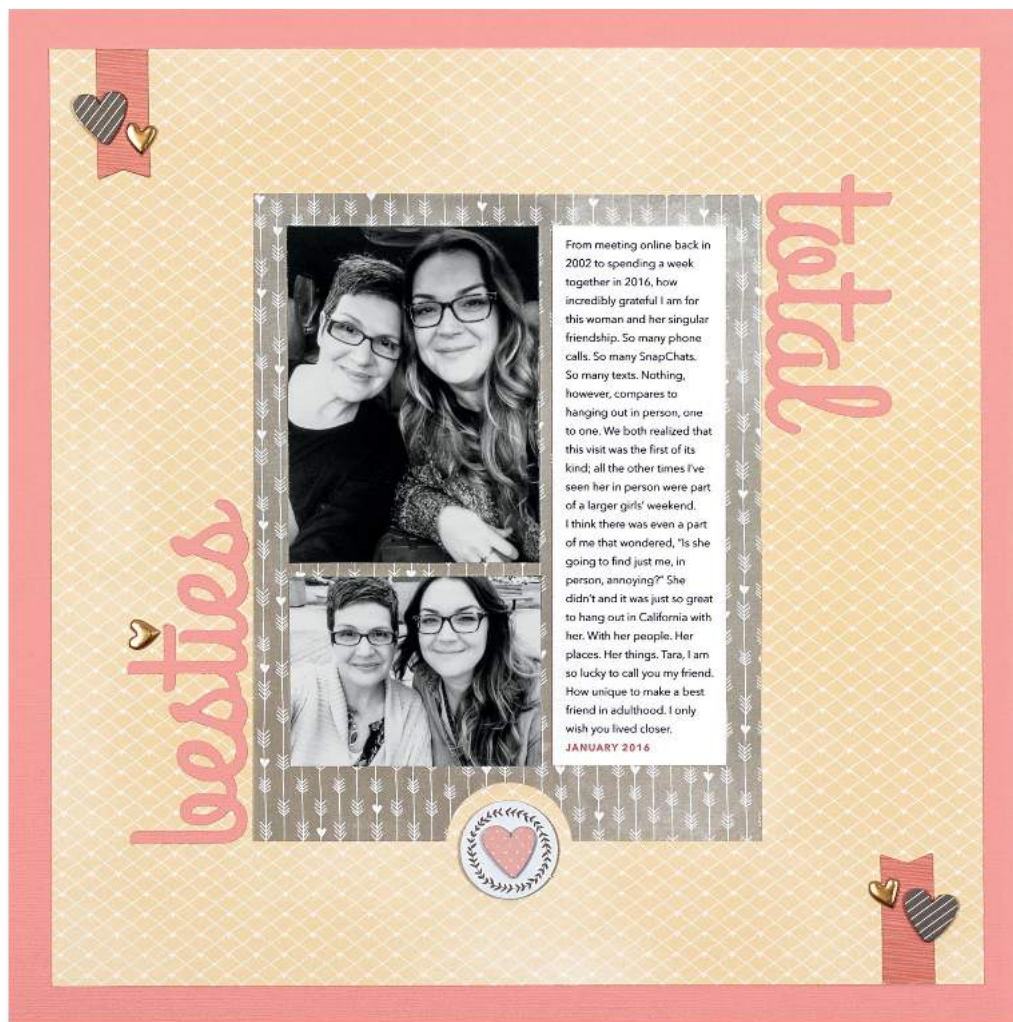 total
besties
From meeting online back in
2002 to spending a week
together in 2016, how
incredibly grateful I am for
this woman and her singular
friendship. So many phone
calls. So many SnapChats.
So many texts. Nothing,
however, compares to
hanging out in person, one
to one. We both realized that
this visit was the first of its
kind; all the other times I've
seen her in person were part
of a larger girls' weekend.
I think there was even a part
of me that wondered, "Is she
going to find just me, in
person, annoying?" She
didn't and it was just so great
to hang out in California with
her. With her people. Her
places. Her things. Tara, I am
so lucky to call you my friend.
How unique to make a best
friend in adulthood. I only
wish you lived closer.
JANUARY 2016